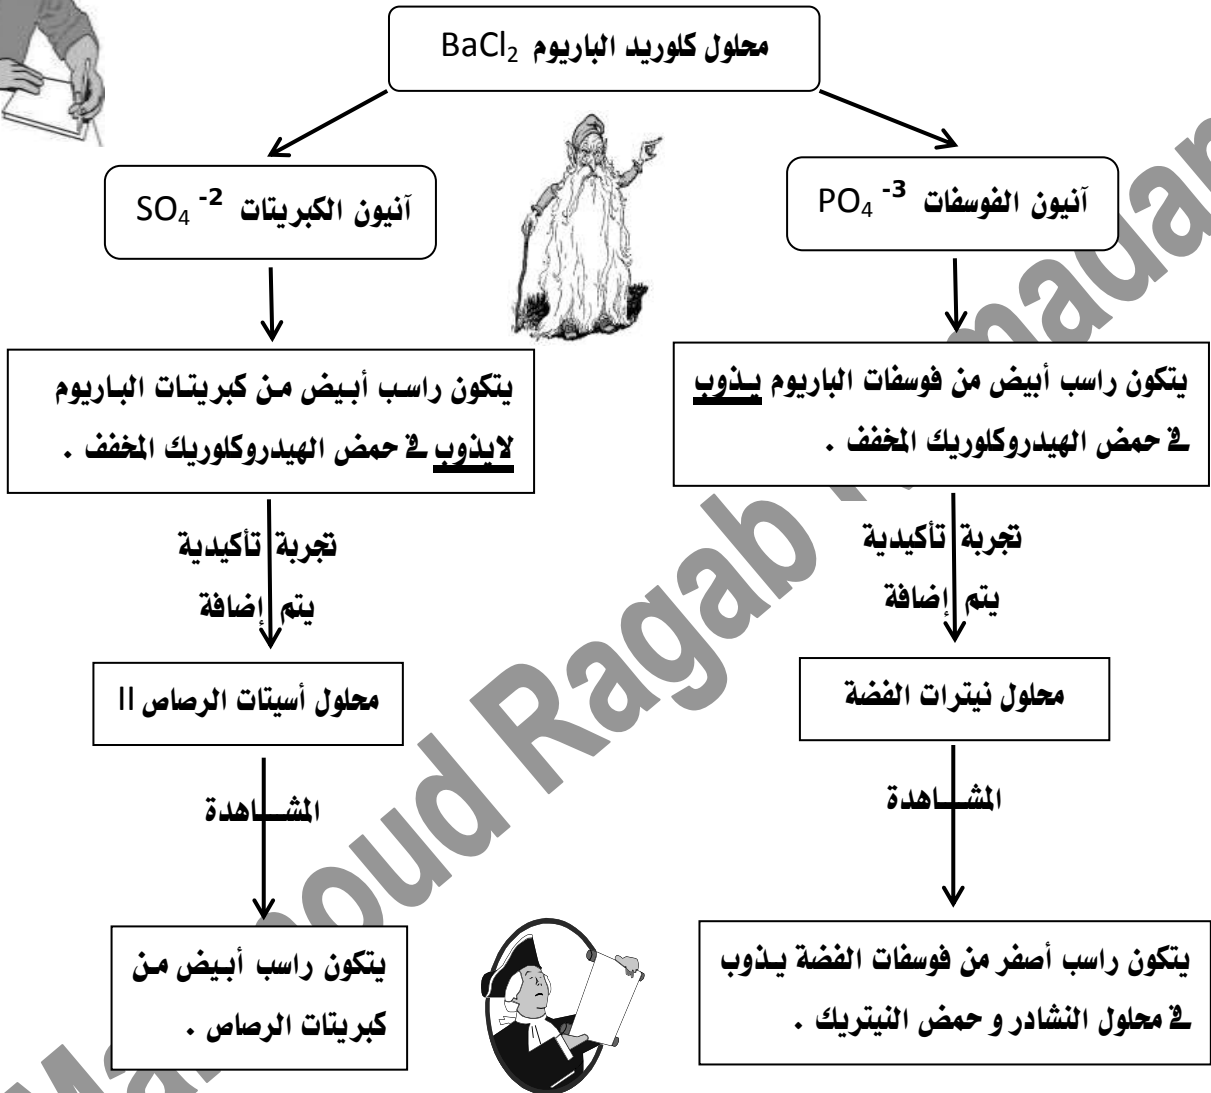 محلول كلوريد الباريوم BaCl₂
آنيون الفوسفات PO₄ ⁻³
آنيون الكبريتات SO₄ ⁻²
يتكون راسب أبيض من فوسفات الباريوم يذوب
في حمض الهيدروكلوريك المخفف .
يتكون راسب أبيض من كبريتات الباريوم
لايذوب في حمض الهيدروكلوريك المخفف .
تجربة تأكيدية
يتم إضافة
تجربة تأكيدية
يتم إضافة
محلول نيترات الفضة
محلول أسيتات الرصاص II
المشاهدة
المشاهدة
يتكون راسب أصفر من فوسفات الفضة يذوب
في محلول النشادر و حمض النيتريك .
يتكون راسب أبيض من
كبريتات الرصاص .
Ragab